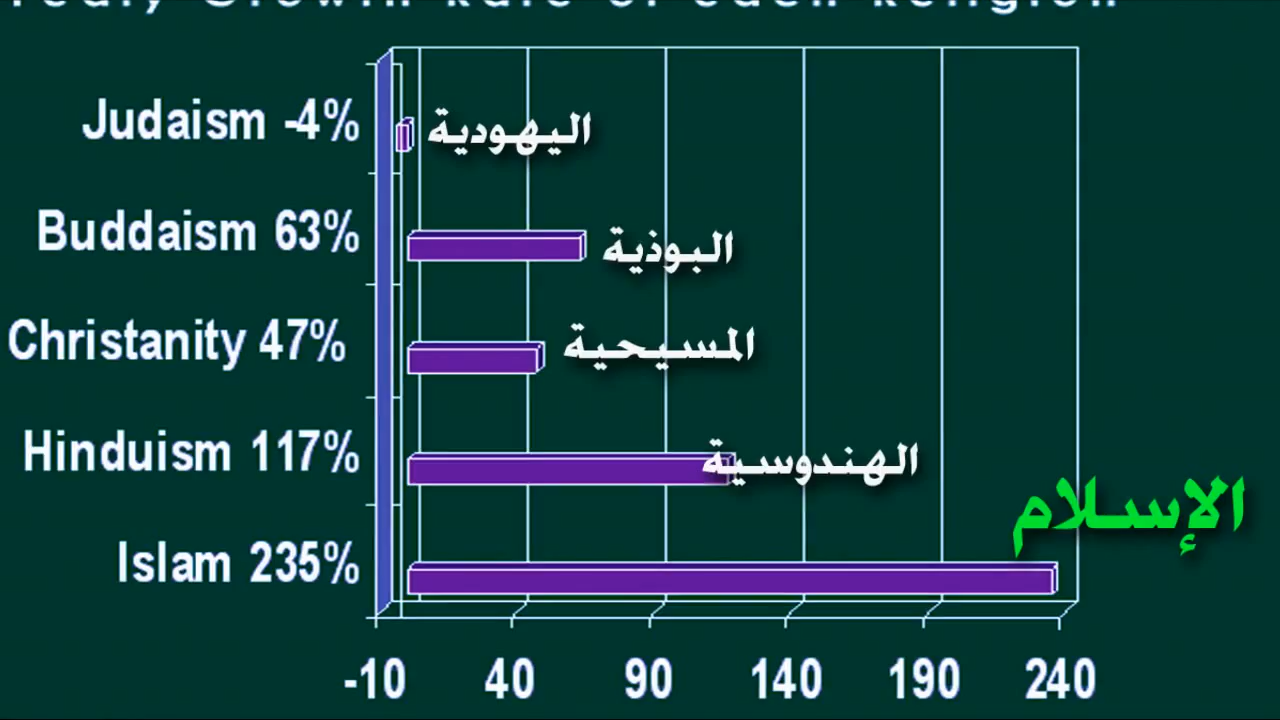 Judaism -4%
اليهودية
Buddaism 63%
البوذية
Christanity 47%
المسيحية
Hinduism 117%
الهندوسية
Islam 235%
الإسلام
-10 40 90 140 190 240